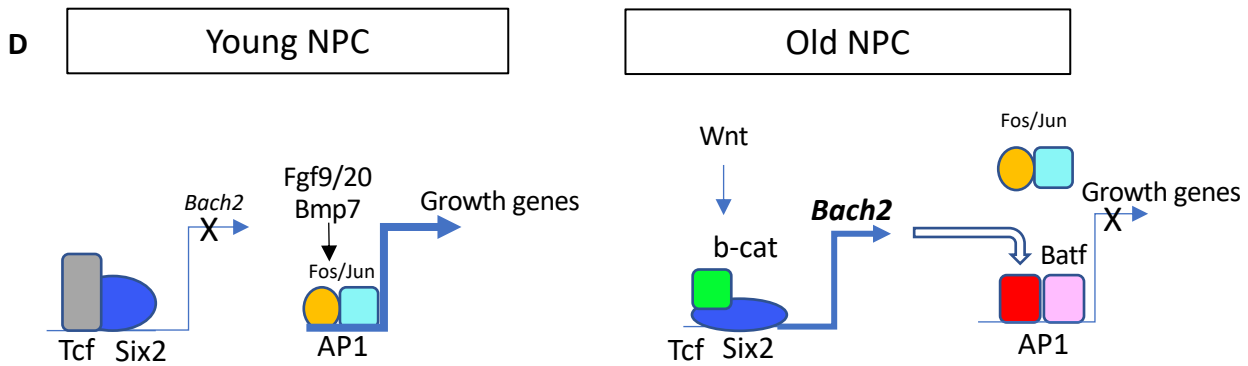 D
Young NPC
Old NPC
Bach2
X
Fgf9/20
Bmp7
Growth genes
Fos/Jun
Tcf Six2
AP1
Wnt
b-cat
Bach2
Fos/Jun
Growth genes
X
Batf
Tcf Six2
AP1